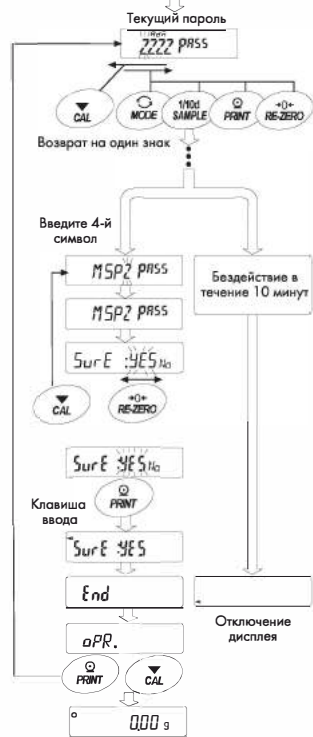 Текущий пароль
2222 PASS
CAL
MODE
1/10d
SAMPLE
PRINT
→0←
RE-ZERO
Возврат на один знак
Введите 4-й
символ
MSP2 PASS
Бездействие в
течение 10 минут
MSP2 PASS
SurE :YES No
CAL
→0←
RE-ZERO
SurE :YES No
PRINT
Клавиша
ввода
SurE :YES
End
Отключение
дисплея
oPR.
PRINT
CAL
0.00 g